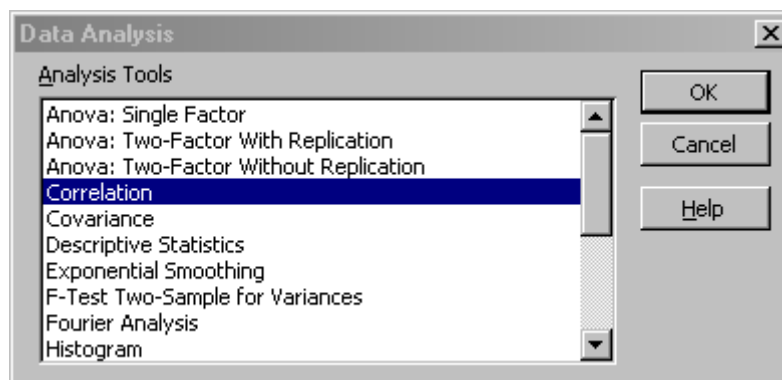 Data Analysis
Analysis Tools
Anova: Single Factor
Anova: Two-Factor With Replication
Anova: Two-Factor Without Replication
Correlation
Covariance
Descriptive Statistics
Exponential Smoothing
F-Test Two-Sample for Variances
Fourier Analysis
Histogram
OK
Cancel
Help